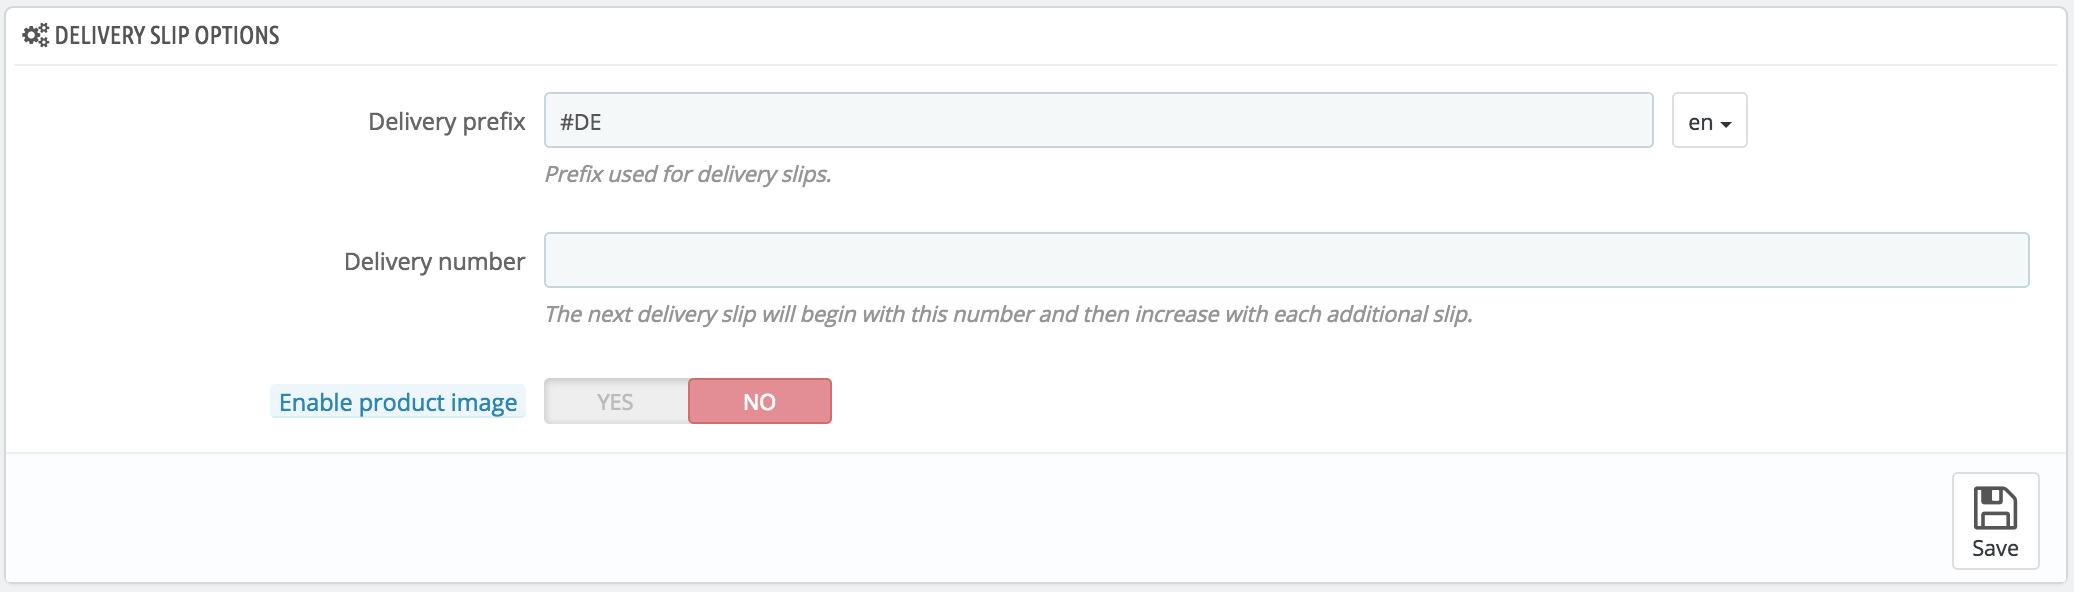 DELIVERY SLIP OPTIONS
Delivery prefix #DE en
Prefix used for delivery slips.
Delivery number
The next delivery slip will begin with this number and then increase with each additional slip.
Enable product image YES NO
Save